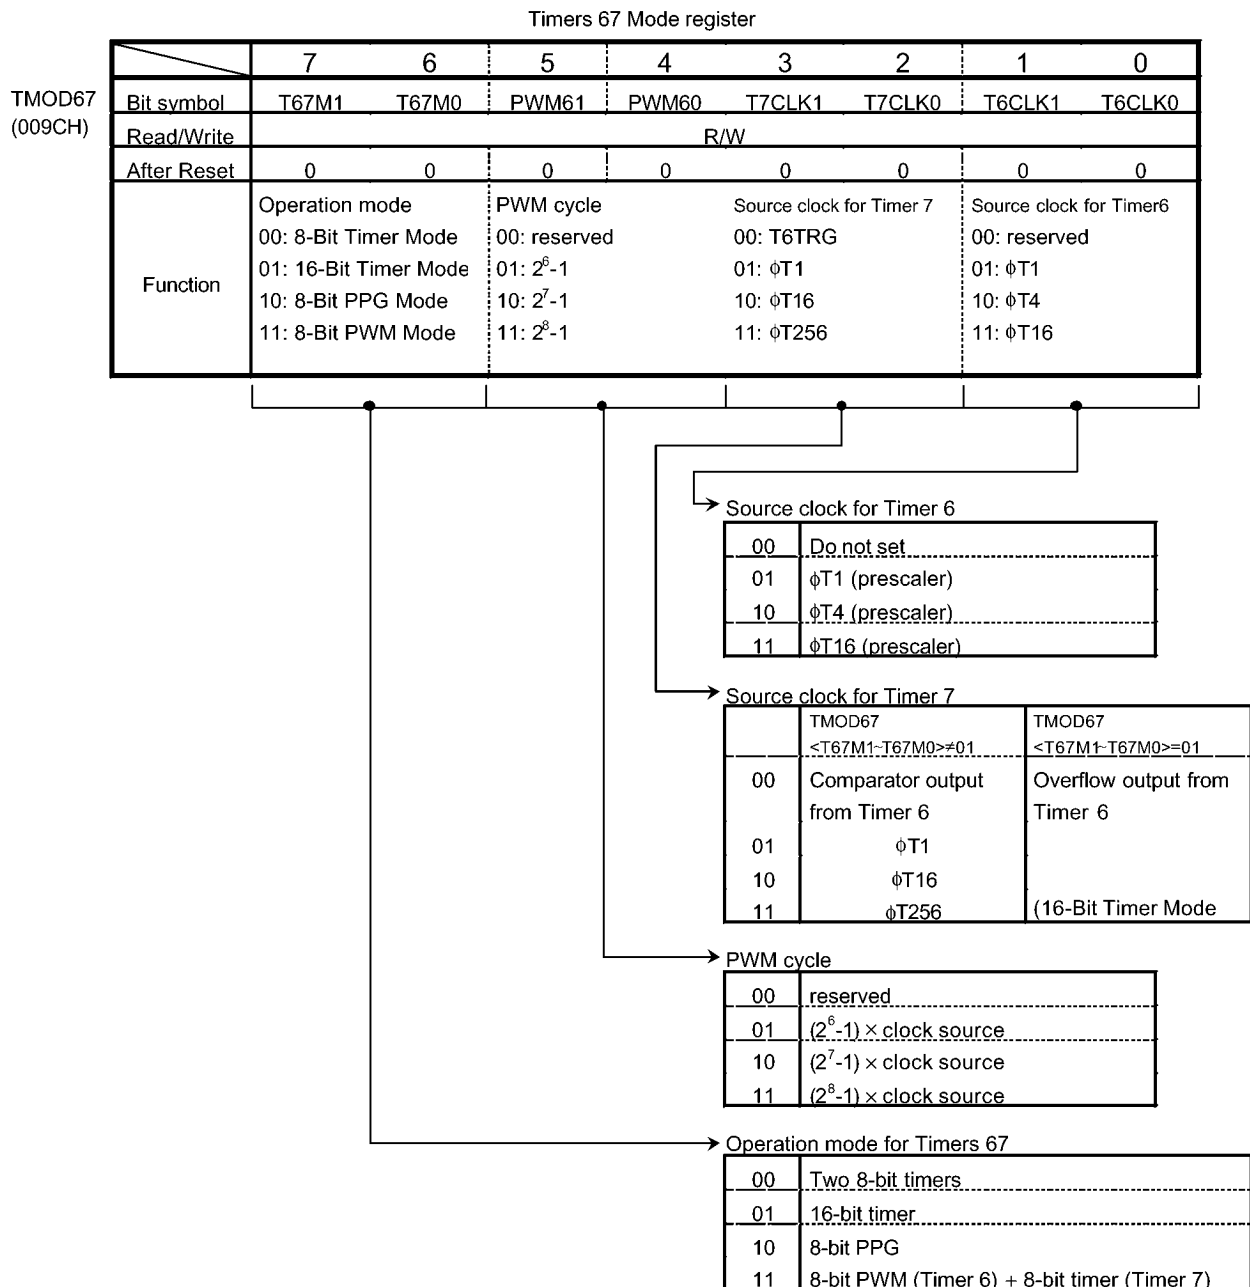 Timers 67 Mode register
7 6 5 4 3 2 1 0
TMOD67
(009CH)
Bit symbol T67M1 T67M0 PWM61 PWM60 T7CLK1 T7CLK0 T6CLK1 T6CLK0
Read/Write R/W
After Reset 0 0 0 0 0 0 0 0
Function
Operation mode PWM cycle Source clock for Timer 7 Source clock for Timer6
00: 8-Bit Timer Mode 00: reserved 00: T6TRG 00: reserved
01: 16-Bit Timer Mode 01: 2⁶-1 01: ϕT1 01: ϕT1
10: 8-Bit PPG Mode 10: 2⁷-1 10: ϕT16 10: ϕT4
11: 8-Bit PWM Mode 11: 2⁸-1 11: ϕT256 11: ϕT16
Source clock for Timer 6
00 Do not set
01 ϕT1 (prescaler)
10 ϕT4 (prescaler)
11 ϕT16 (prescaler)
Source clock for Timer 7
TMOD67 TMOD67
<T67M1~T67M0>≠01 <T67M1~T67M0>=01
00 Comparator output Overflow output from
from Timer 6 Timer 6
01 ϕT1
10 ϕT16
11 ϕT256 (16-Bit Timer Mode
PWM cycle
00 reserved
01 (2⁶-1) × clock source
10 (2⁷-1) × clock source
11 (2⁸-1) × clock source
Operation mode for Timers 67
00 Two 8-bit timers
01 16-bit timer
10 8-bit PPG
11 8-bit PWM (Timer 6) + 8-bit timer (Timer 7)